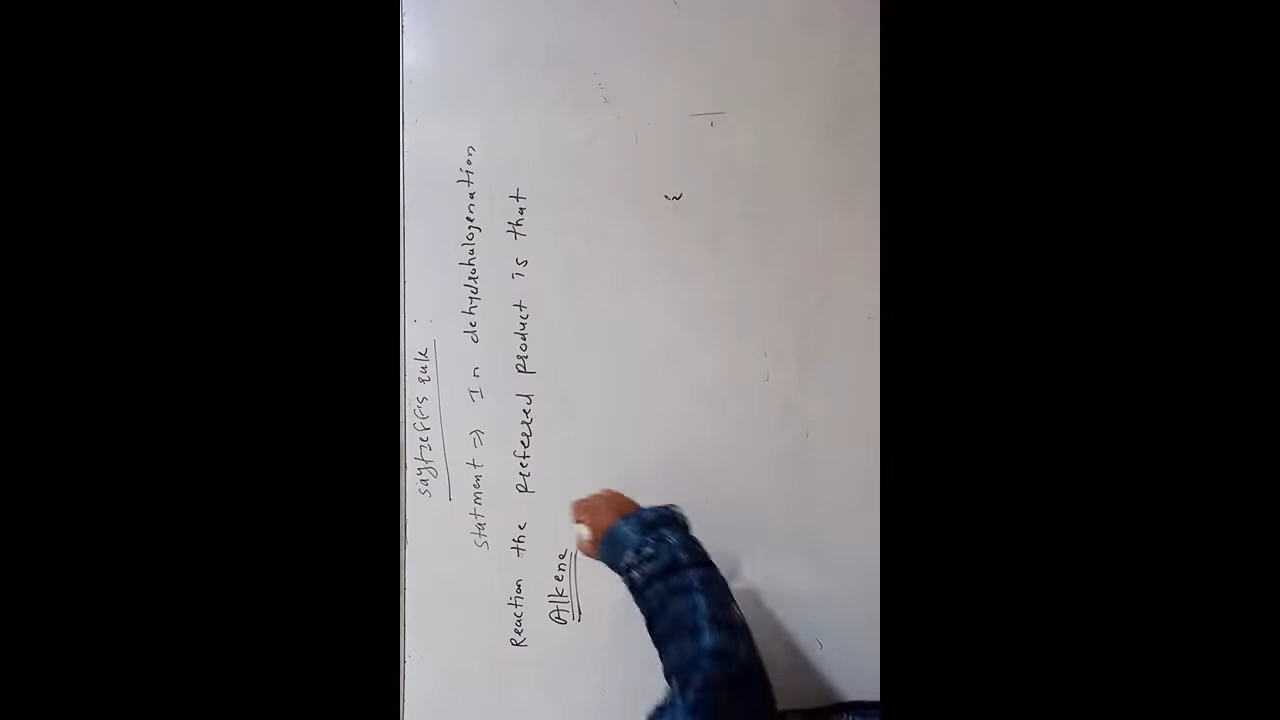 saytzeff's rule :
Statment => In dehydrohalogenation
Reaction the preferred product is that
Alkene